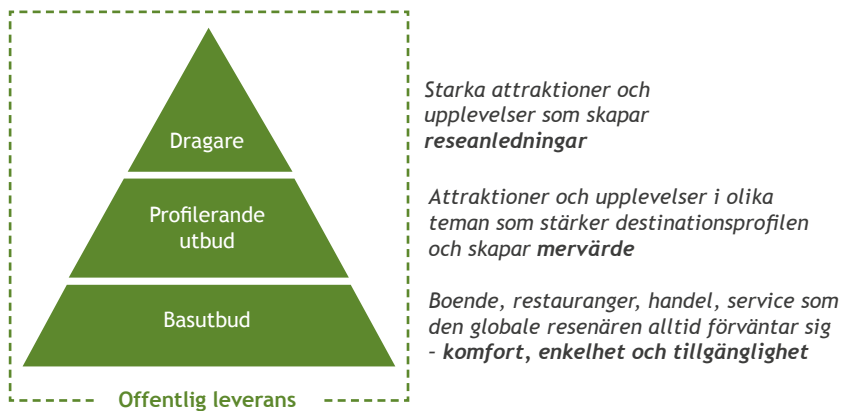 Dragare
Starka attraktioner och
upplevelser som skapar
reseanledningar
Profilerande
utbud
Attraktioner och upplevelser i olika
teman som stärker destinationsprofilen
och skapar mervärde
Basutbud
Boende, restauranger, handel, service som
den globale resenären alltid förväntar sig
- komfort, enkelhet och tillgänglighet
Offentlig leverans